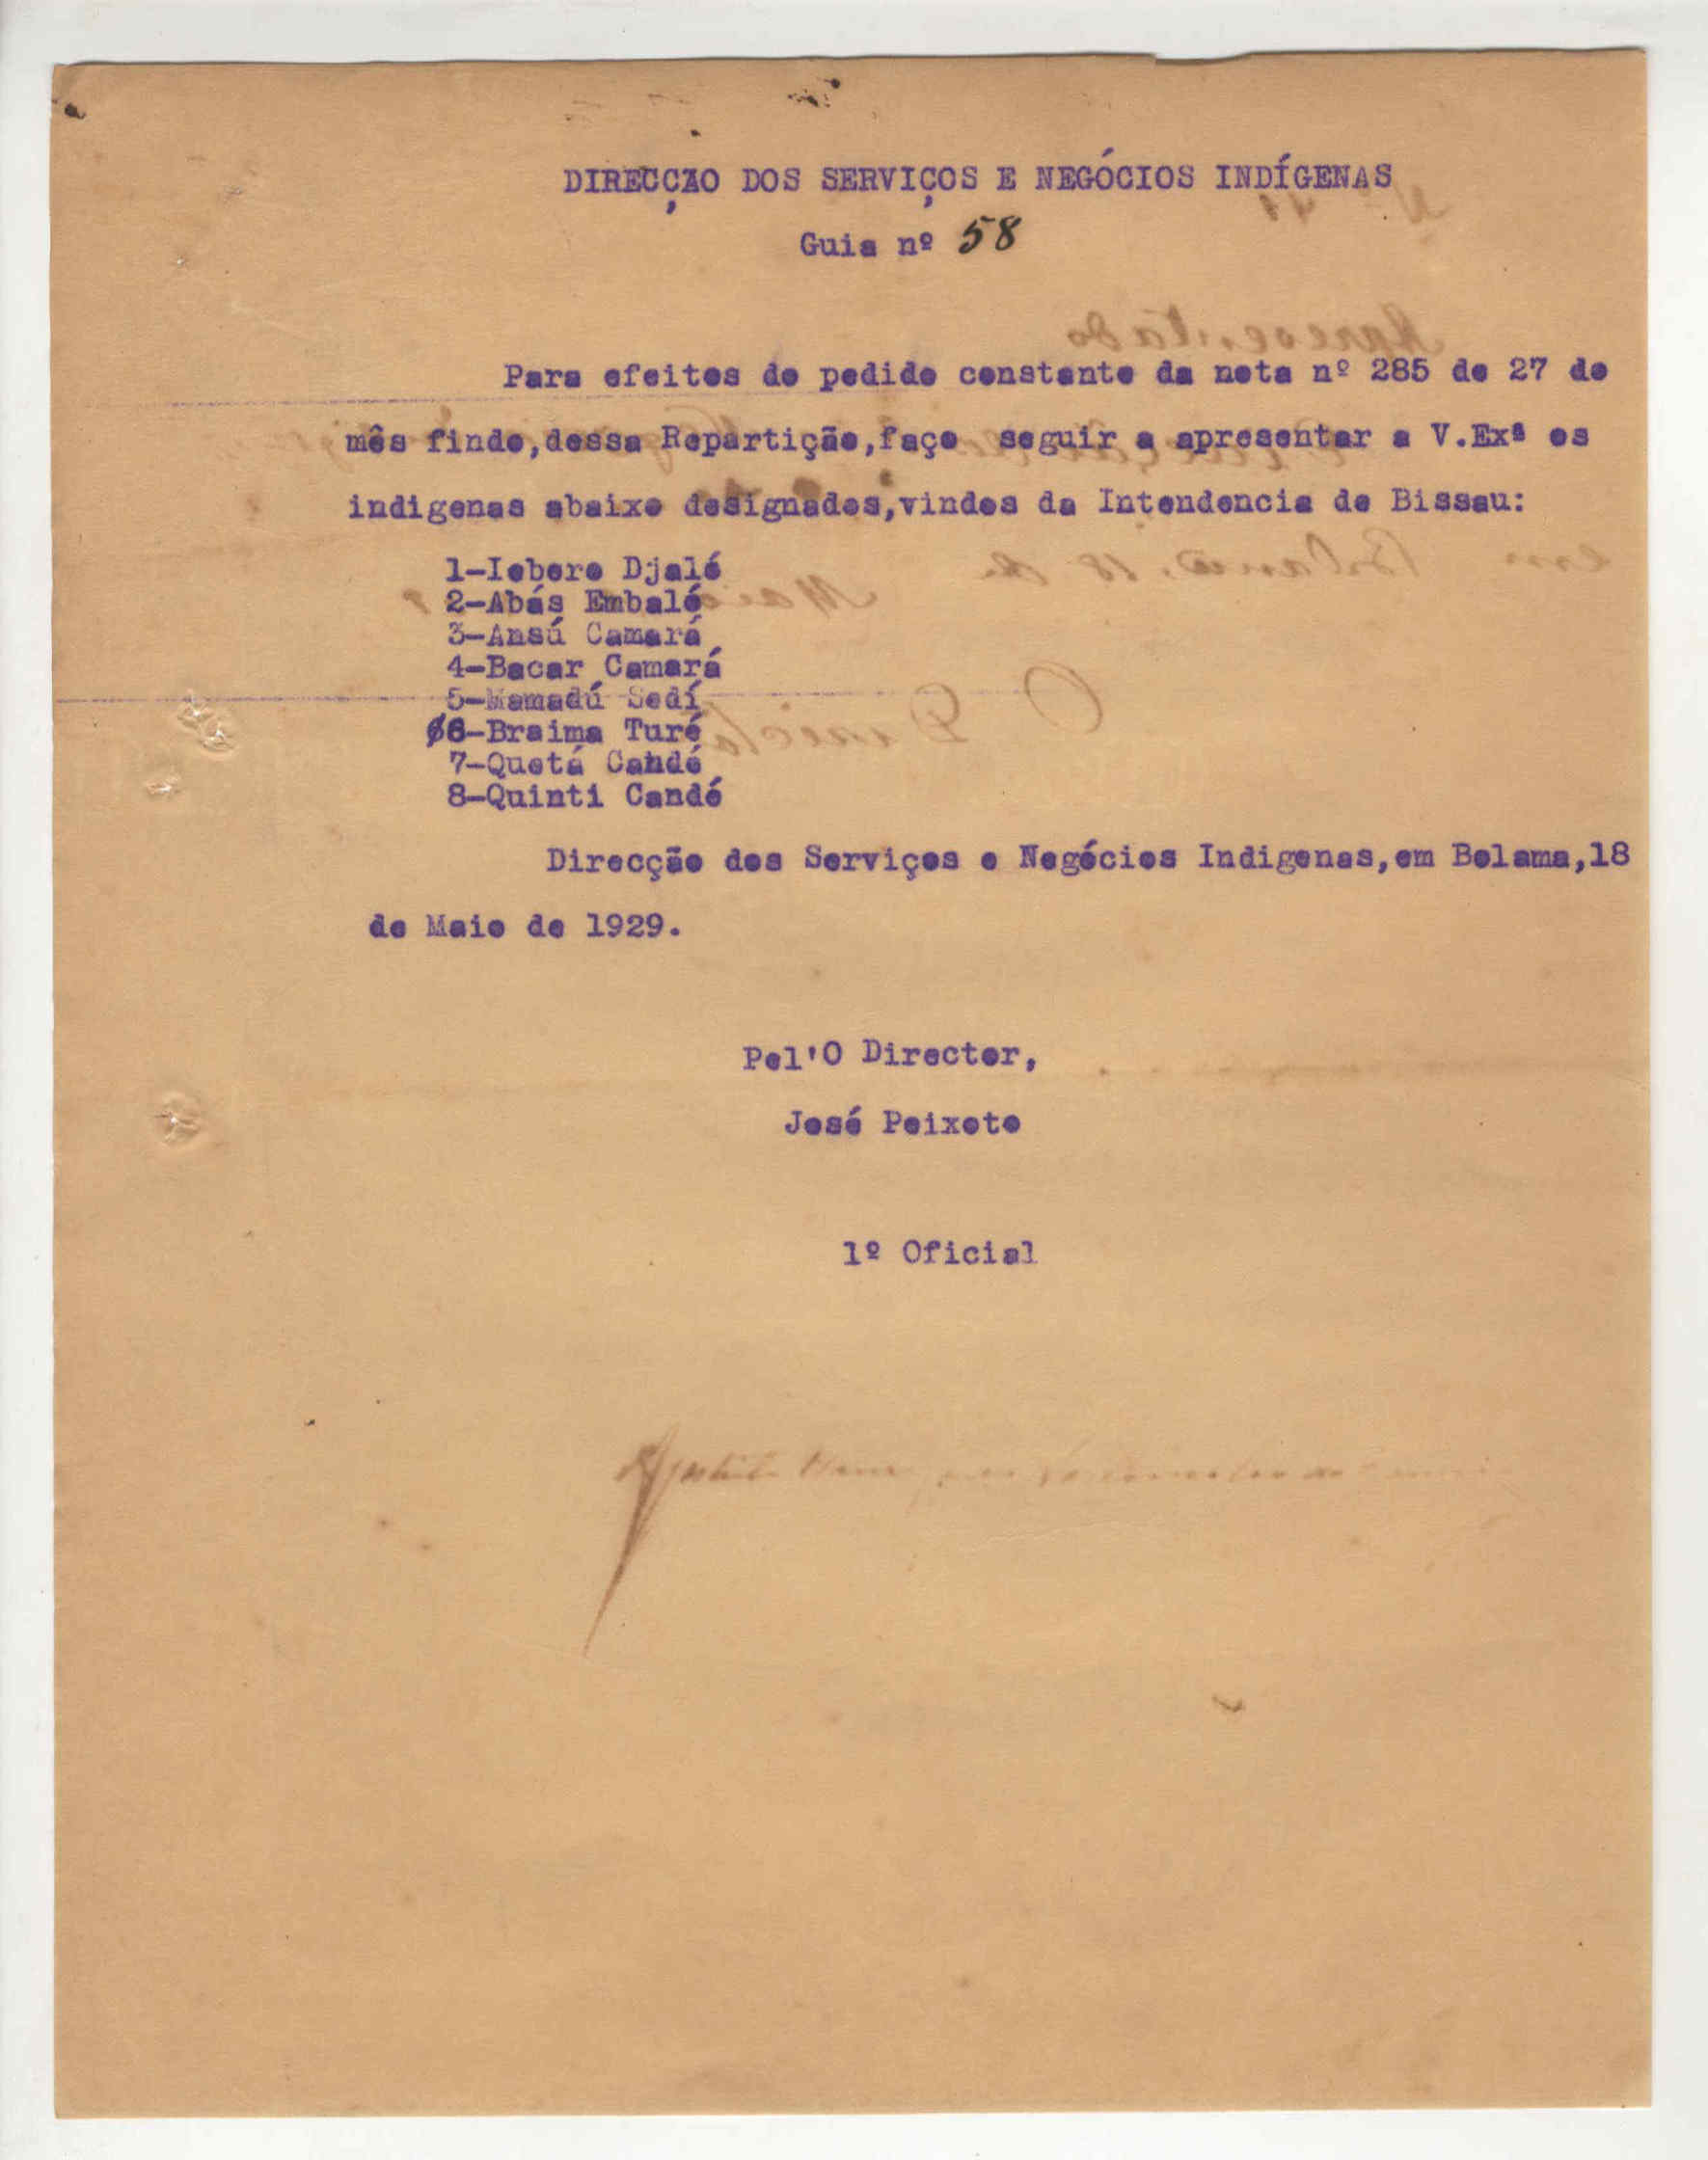 DIRECÇÃO DOS SERVIÇOS E NEGÓCIOS INDÍGENAS
Guia nº 58
Para efeitos do pedido constante da nota nº 285 de 27 do
mês findo,dessa Repartição,faço seguir a apresentar a V.Exª os
indigenas abaixo designados,vindos da Intendencia de Bissau:
1-Ioboro Djaló
2-Abás Embaló
3-Ansú Camará
4-Bacar Camará
5-Mamadú Sedí
6-Braima Turé
7-Quetá Candé
8-Quinti Candé
Direcção dos Serviços e Negócios Indigenas,em Bolama,18
de Maio de 1929.
Pel'O Director,
José Peixoto
1º Oficial